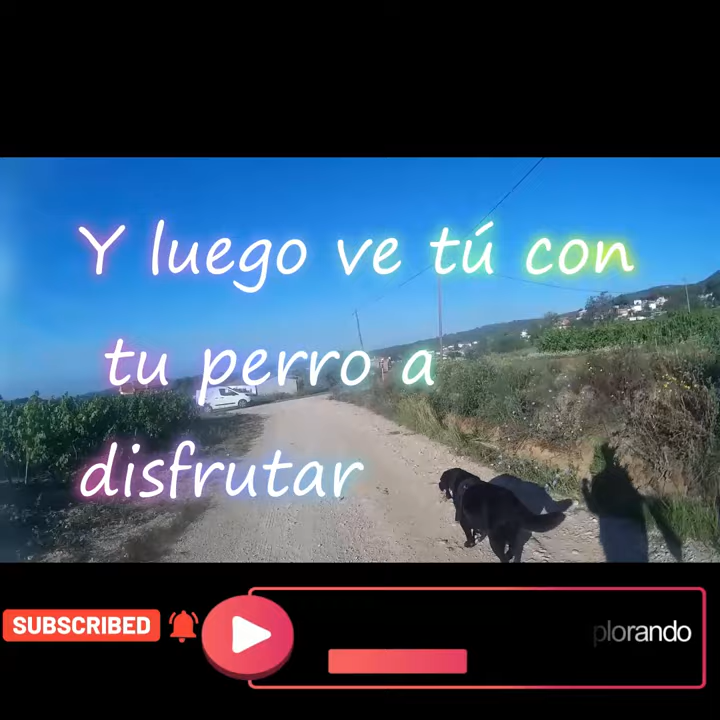 Y luego ve tú con
tu perro a
disfrutar
SUBSCRIBED
plorando